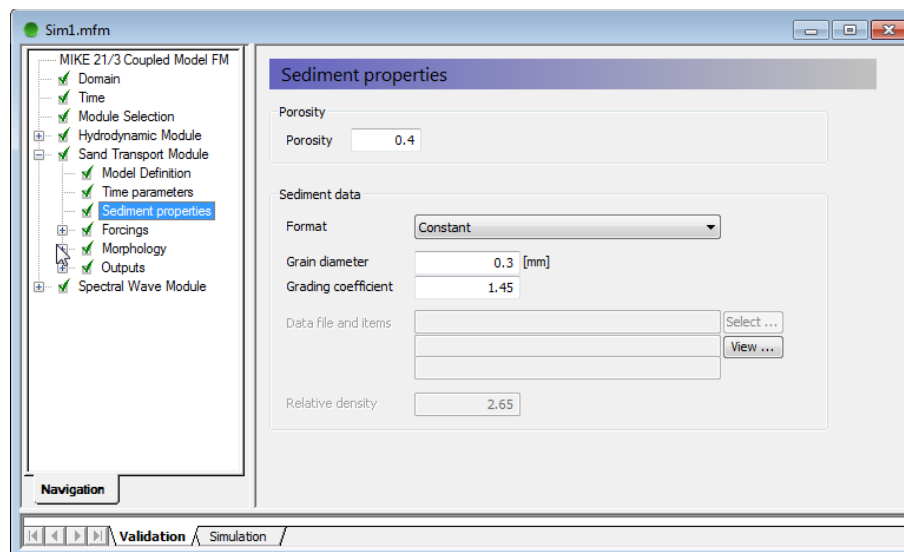 Sim1.mfm
MIKE 21/3 Coupled Model FM
Domain
Time
Module Selection
Hydrodynamic Module
Sand Transport Module
Model Definition
Time parameters
Sediment properties
Forcings
Morphology
Outputs
Spectral Wave Module
Navigation
Sediment properties
Porosity
Porosity 0.4
Sediment data
Format Constant
Grain diameter 0.3 [mm]
Grading coefficient 1.45
Data file and items Select ...
View ...
Relative density 2.65
Validation Simulation